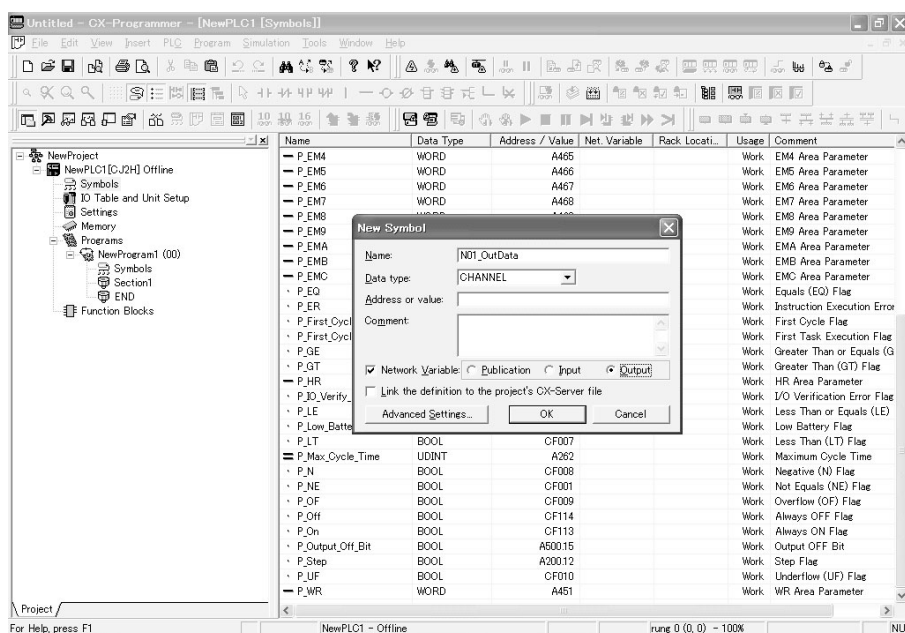 Untitled - CX-Programmer - [NewPLC1 [Symbols]]
File Edit View Insert PLC Program Simulation Tools Window Help
NewProject
NewPLC1[CJ2H] Offline
Symbols
IO Table and Unit Setup
Settings
Memory
Programs
NewProgram1 (00)
Symbols
Section1
END
Function Blocks
Project
Name Data Type Address / Value Net. Variable Rack Locati... Usage Comment
P_EM4 WORD A465 Work EM4 Area Parameter
P_EM5 WORD A466 Work EM5 Area Parameter
P_EM6 WORD A467 Work EM6 Area Parameter
P_EM7 WORD A468 Work EM7 Area Parameter
P_EM8 Work EM8 Area Parameter
P_EM9 Work EM9 Area Parameter
P_EMA Work EMA Area Parameter
P_EMB Work EMB Area Parameter
P_EMC Work EMC Area Parameter
P_EQ Work Equals (EQ) Flag
P_ER Work Instruction Execution Error
P_First_Cycl Work First Cycle Flag
P_First_Cycl Work First Task Execution Flag
P_GE Work Greater Than or Equals (G
P_GT Work Greater Than (GT) Flag
P_HR Work HR Area Parameter
P_IO_Verify_ Work I/O Verification Error Flag
P_LE Work Less Than or Equals (LE)
P_Low_Batte Work Low Battery Flag
P_LT BOOL CF007 Work Less Than (LT) Flag
P_Max_Cycle_Time UDINT A262 Work Maximum Cycle Time
P_N BOOL CF008 Work Negative (N) Flag
P_NE BOOL CF001 Work Not Equals (NE) Flag
P_OF BOOL CF009 Work Overflow (OF) Flag
P_Off BOOL CF114 Work Always OFF Flag
P_On BOOL CF113 Work Always ON Flag
P_Output_Off_Bit BOOL A500.15 Work Output OFF Bit
P_Step BOOL A200.12 Work Step Flag
P_UF BOOL CF010 Work Underflow (UF) Flag
P_WR WORD A451 Work WR Area Parameter
New Symbol
Name: N01_OutData
Data type: CHANNEL
Address or value:
Comment:
Network Variable: Publication Input Output
Link the definition to the project's CX-Server file
Advanced Settings... OK Cancel
For Help, press F1 NewPLC1 - Offline rung 0 (0, 0) - 100% NU